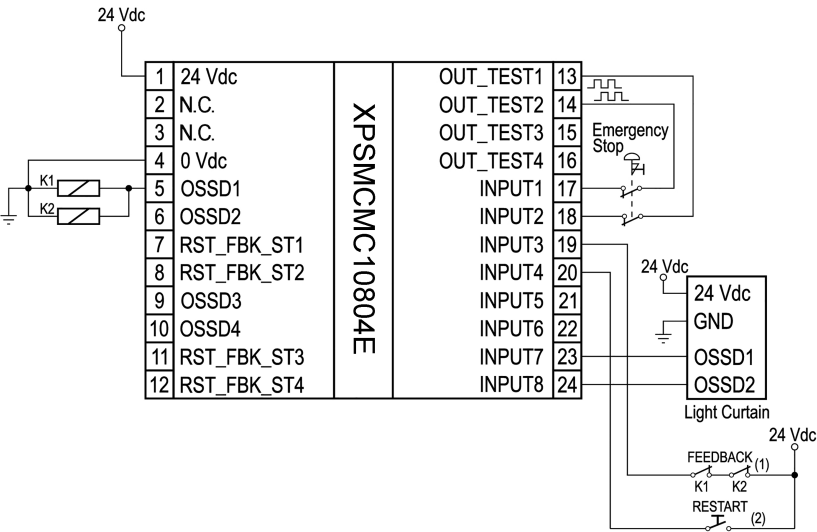 24 Vdc
1 24 Vdc
2 N.C.
3 N.C.
4 0 Vdc
5 OSSD1
6 OSSD2
7 RST_FBK_ST1
8 RST_FBK_ST2
9 OSSD3
10 OSSD4
11 RST_FBK_ST3
12 RST_FBK_ST4
K1
K2
XPSMCMC10804E
OUT_TEST1 13
OUT_TEST2 14
OUT_TEST3 15
OUT_TEST4 16
INPUT1 17
INPUT2 18
INPUT3 19
INPUT4 20
INPUT5 21
INPUT6 22
INPUT7 23
INPUT8 24
Emergency
Stop
24 Vdc
24 Vdc
GND
OSSD1
OSSD2
Light Curtain
24 Vdc
FEEDBACK (1)
K1 K2
RESTART (2)